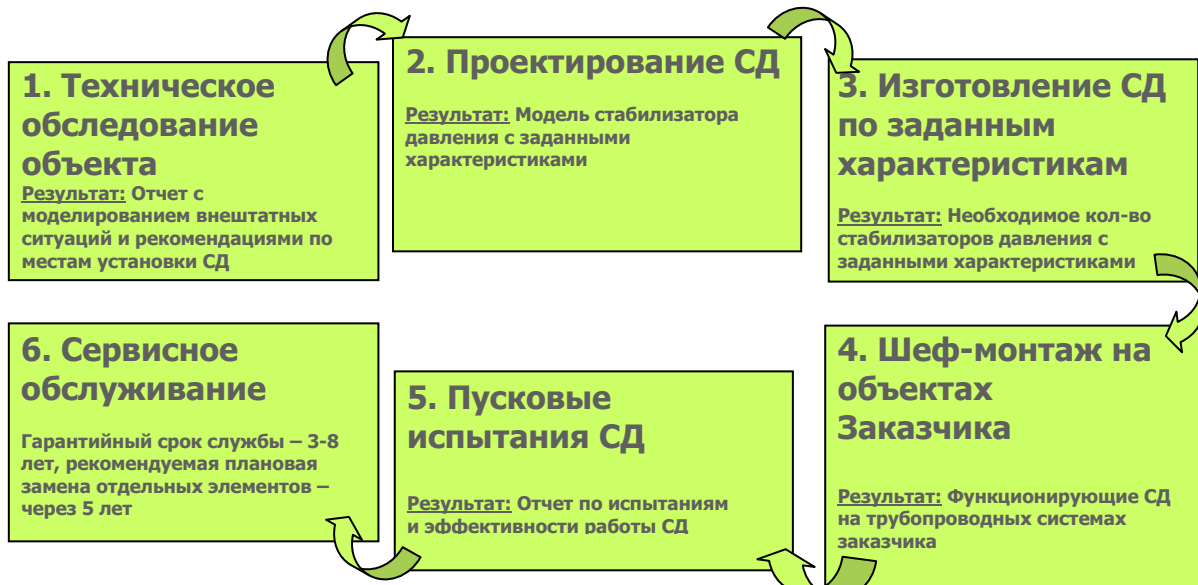 1. Техническое
обследование
объекта
Результат: Отчет с
моделированием внештатных
ситуаций и рекомендациями по
местам установки СД
2. Проектирование СД
Результат: Модель стабилизатора
давления с заданными
характеристиками
3. Изготовление СД
по заданным
характеристикам
Результат: Необходимое кол-во
стабилизаторов давления с
заданными характеристиками
4. Шеф-монтаж на
объектах
Заказчика
Результат: Функционирующие СД
на трубопроводных системах
заказчика
5. Пусковые
испытания СД
Результат: Отчет по испытаниям
и эффективности работы СД
6. Сервисное
обслуживание
Гарантийный срок службы – 3-8
лет, рекомендуемая плановая
замена отдельных элементов –
через 5 лет